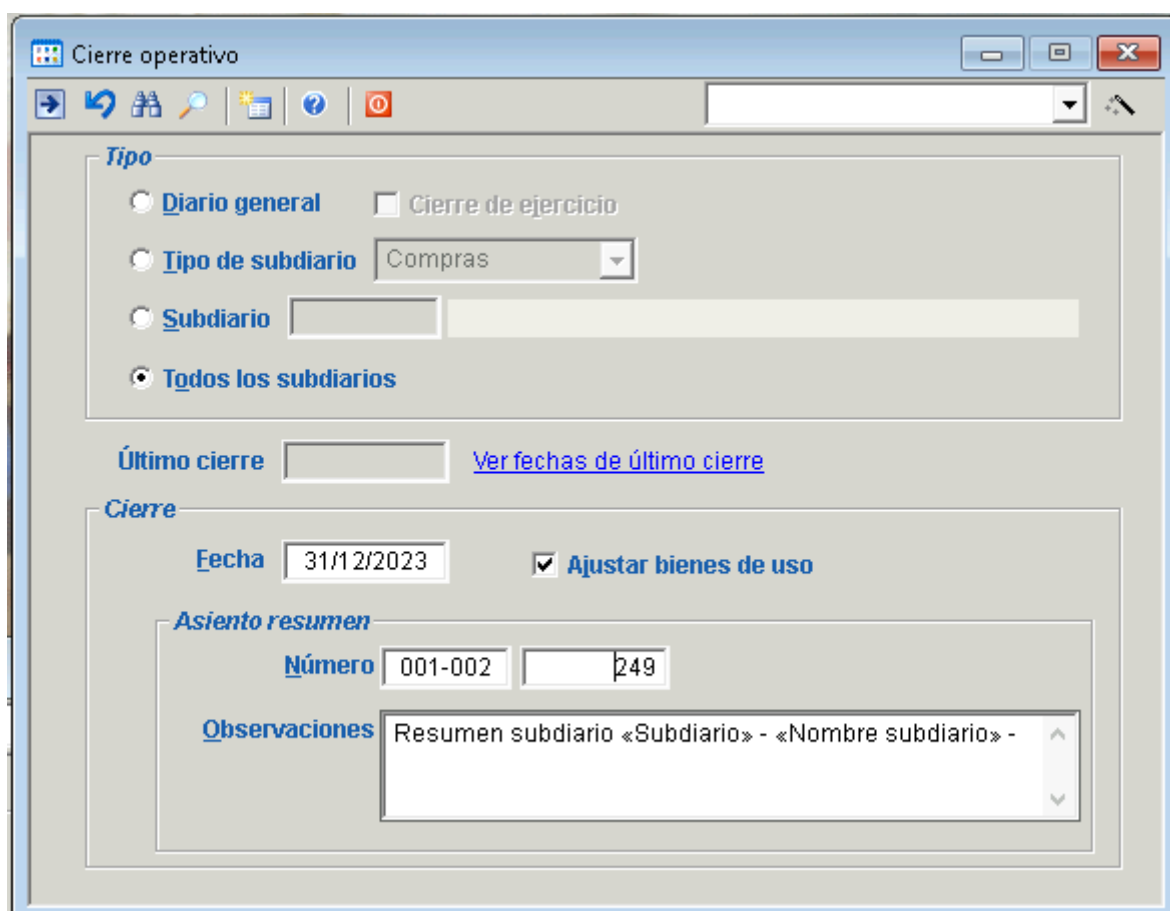 Cierre operativo
Tipo
Diario general Cierre de ejercicio
Tipo de subdiario Compras
Subdiario
Todos los subdiarios
Último cierre Ver fechas de último cierre
Cierre
Fecha 31/12/2023 Ajustar bienes de uso
Asiento resumen
Número 001-002 249
Observaciones Resumen subdiario «Subdiario» - «Nombre subdiario» -